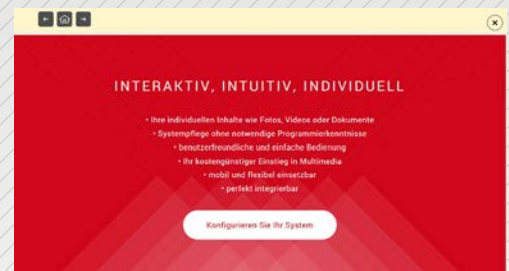 INTERAKTIV, INTUITIV, INDIVIDUELL
• Ihre individuellen Inhalte wie Fotos, Videos oder Dokumente
• Systempflege ohne notwendige Programmierkenntnisse
• benutzerfreundliche und einfache Bedienung
• Ihr kostengünstiger Einstieg in Multimedia
• mobil und flexibel einsetzbar
• perfekt integrierbar
Konfigurieren Sie Ihr System